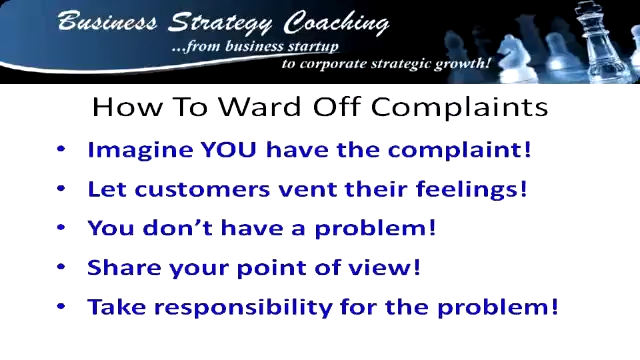 Business Strategy Coaching
...from business startup
to corporate strategic growth!
How To Ward Off Complaints
• Imagine YOU have the complaint!
• Let customers vent their feelings!
• You don't have a problem!
• Share your point of view!
• Take responsibility for the problem!